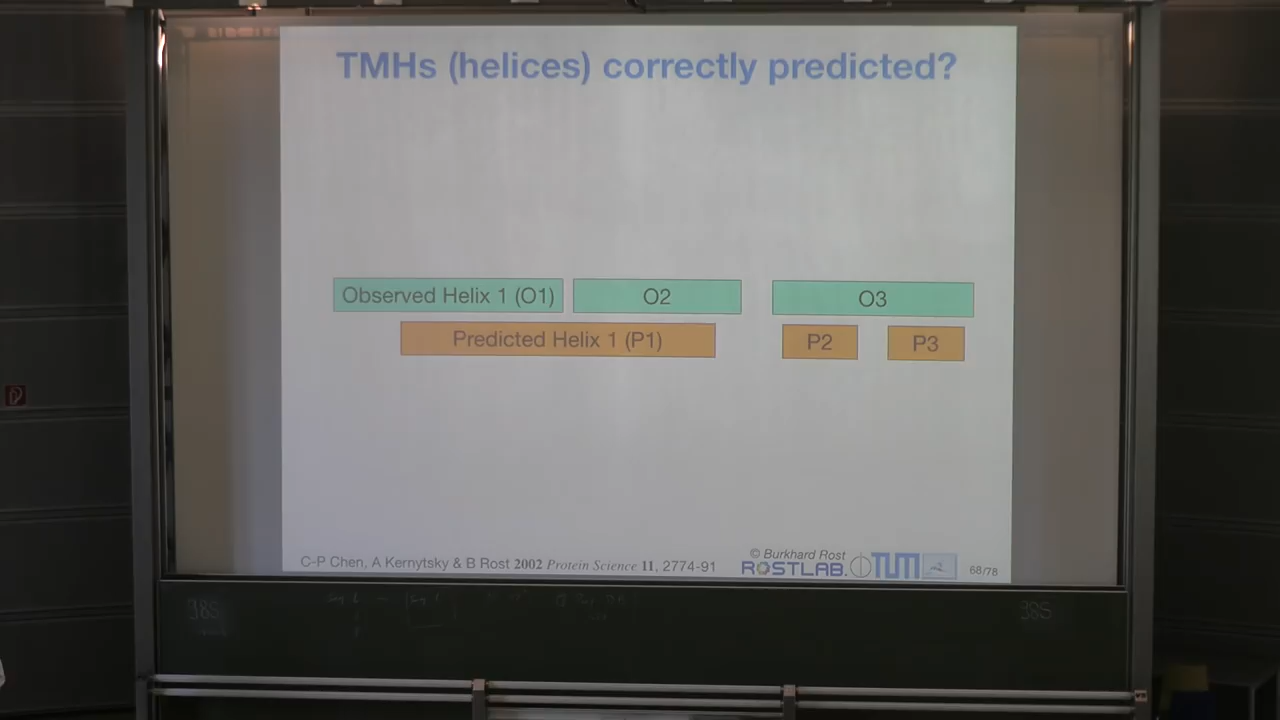 TMHs (helices) correctly predicted?
Observed Helix 1 (O1) O2 O3
Predicted Helix 1 (P1) P2 P3
C-P Chen, A Kernytsky & B Rost 2002 Protein Science 11, 2774-91
© Burkhard Rost
ROSTLAB. TUM 68/78